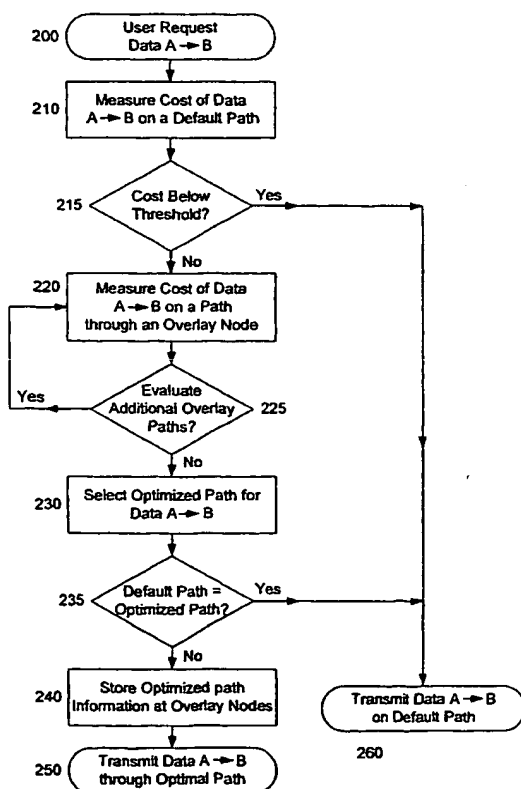 200
User Request
Data A → B
210
Measure Cost of Data
A → B on a Default Path
215
Cost Below
Threshold?
Yes
No
220
Measure Cost of Data
A → B on a Path
through an Overlay Node
Yes
Evaluate
Additional Overlay
Paths?
225
No
230
Select Optimized Path for
Data A → B
235
Default Path =
Optimized Path?
Yes
No
240
Store Optimized path
Information at Overlay Nodes
Transmit Data A → B
on Default Path
260
250
Transmit Data A → B
through Optimal Path